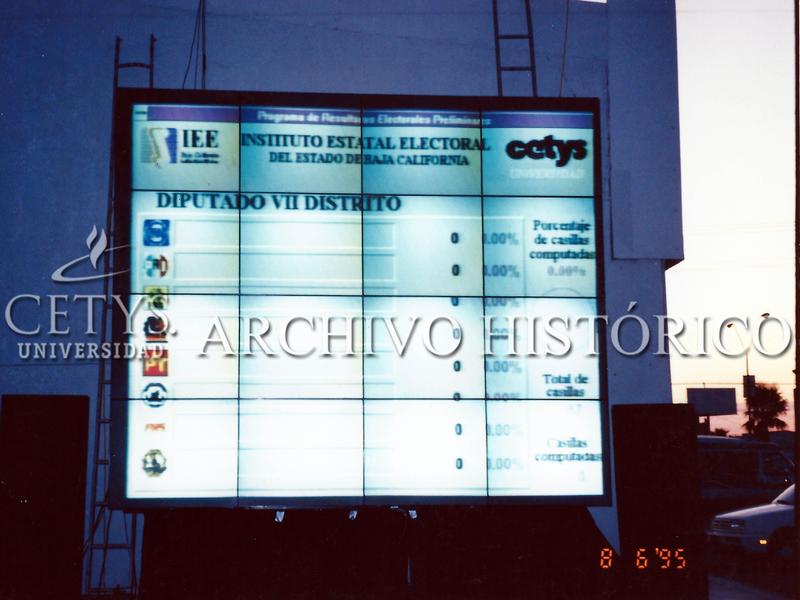 Programa de Resultados Electorales Preliminares
IEE
INSTITUTO ESTATAL ELECTORAL
DEL ESTADO DE BAJA CALIFORNIA
cetys
UNIVERSIDAD
DIPUTADO VII DISTRITO
0 0.00%
0 0.00%
0 0.00%
0 0.00%
PT 0 0.00%
0 0.00%
0 0.00%
0 0.00%
Porcentaje
de casillas
computadas
0.00%
Total de
casillas
Casillas
computadas
0
CETYS
UNIVERSIDAD
ARCHIVO HISTÓRICO
8 6 '95